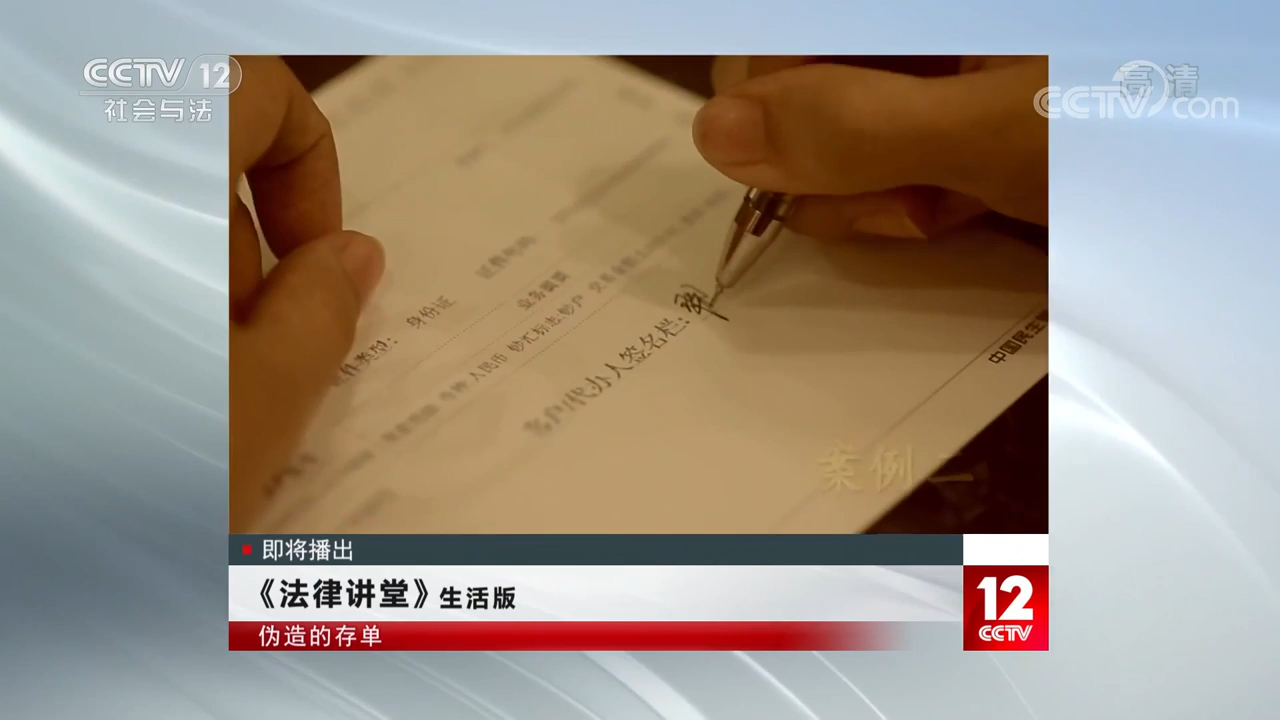 CCTV 12
社会与法
高清
CCTV.com
身份证
业务摘要
件类型：
币种 人民币 钞汇标志:钞户
客户/代办人签名栏:
中国民生
案例二
即将播出
《法律讲堂》生活版
伪造的存单
12
CCTV